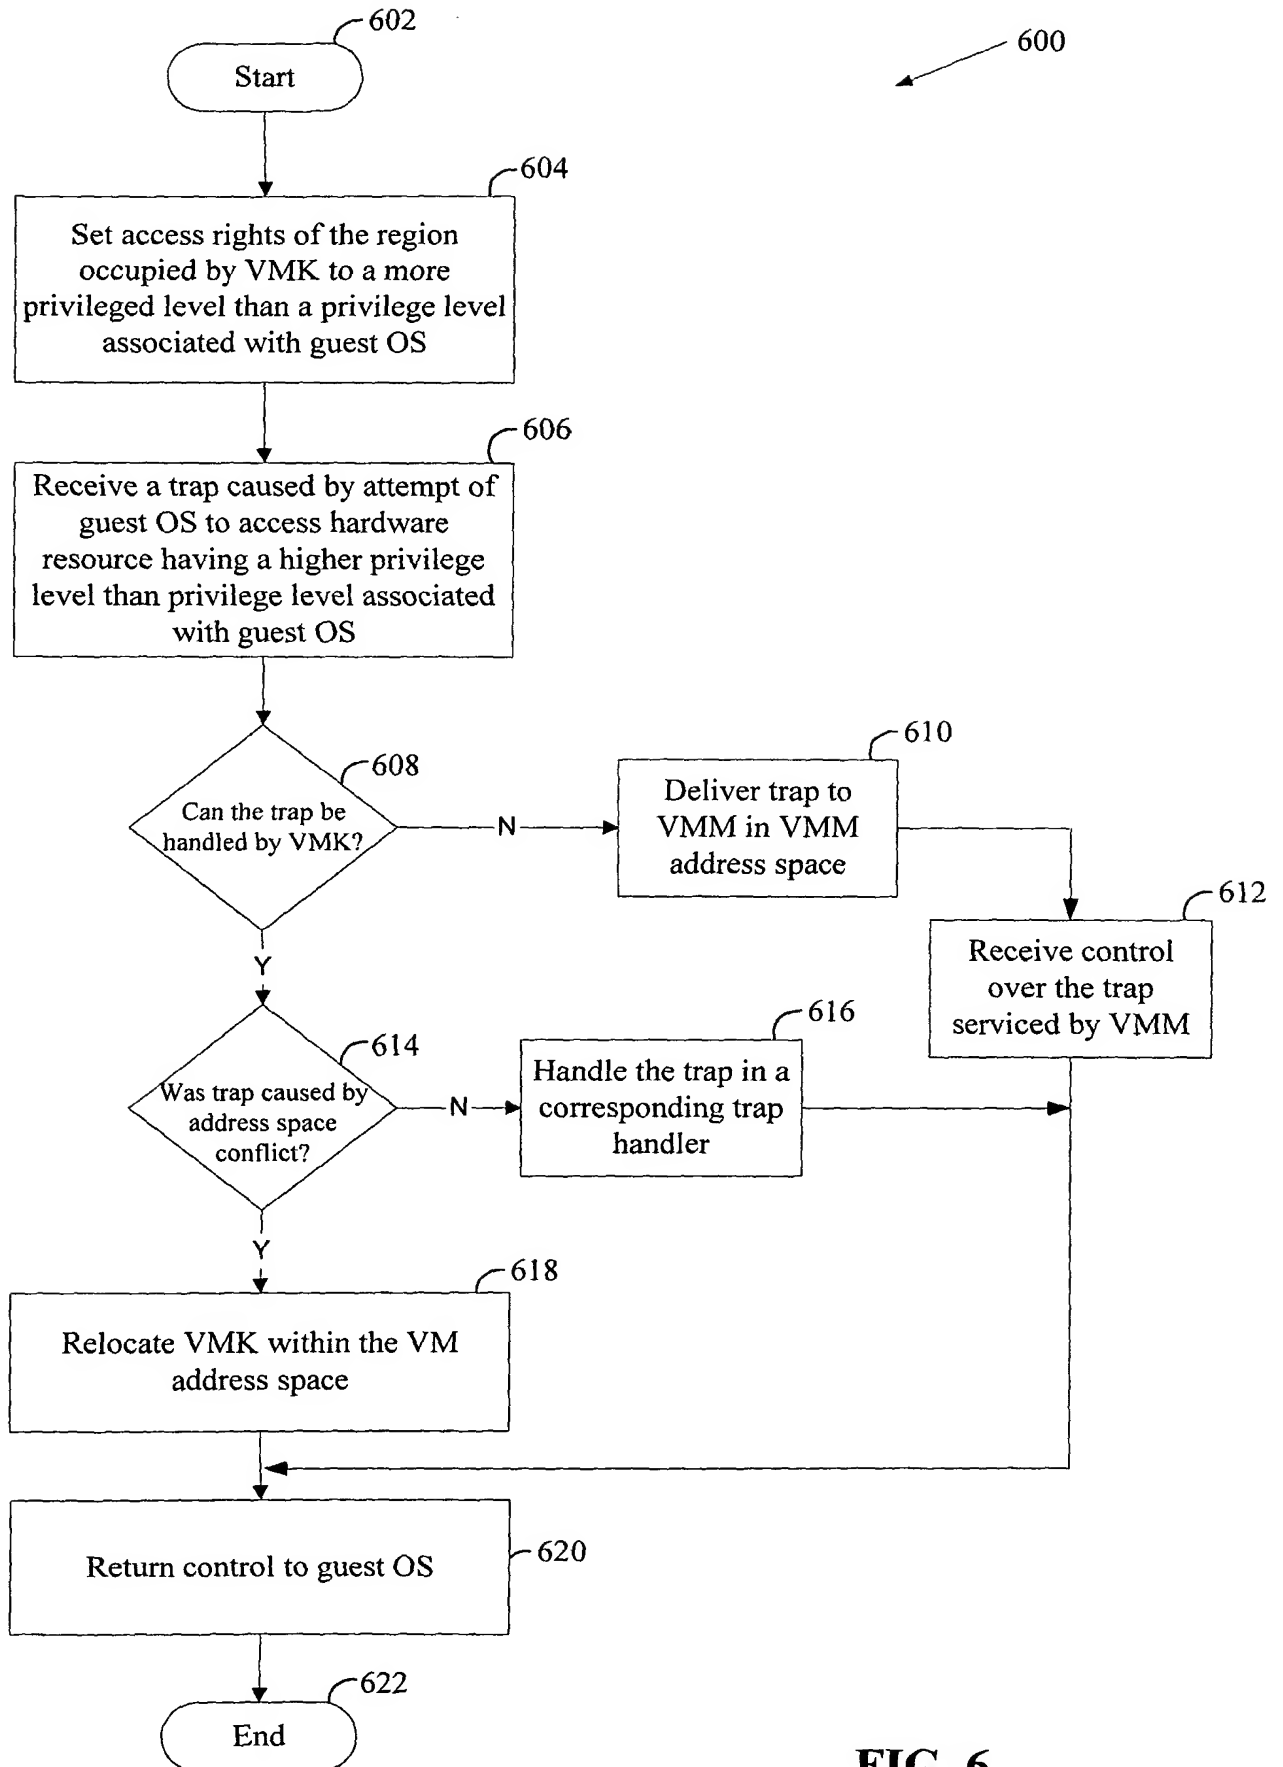 602
600
Start
604
Set access rights of the region
occupied by VMK to a more
privileged level than a privilege level
associated with guest OS
606
Receive a trap caused by attempt of
guest OS to access hardware
resource having a higher privilege
level than privilege level associated
with guest OS
608
Can the trap be
handled by VMK?
N
610
Deliver trap to
VMM in VMM
address space
612
Receive control
over the trap
serviced by VMM
Y
614
Was trap caused by
address space
conflict?
N
616
Handle the trap in a
corresponding trap
handler
Y
618
Relocate VMK within the VM
address space
Return control to guest OS
620
622
End
FIG. 6